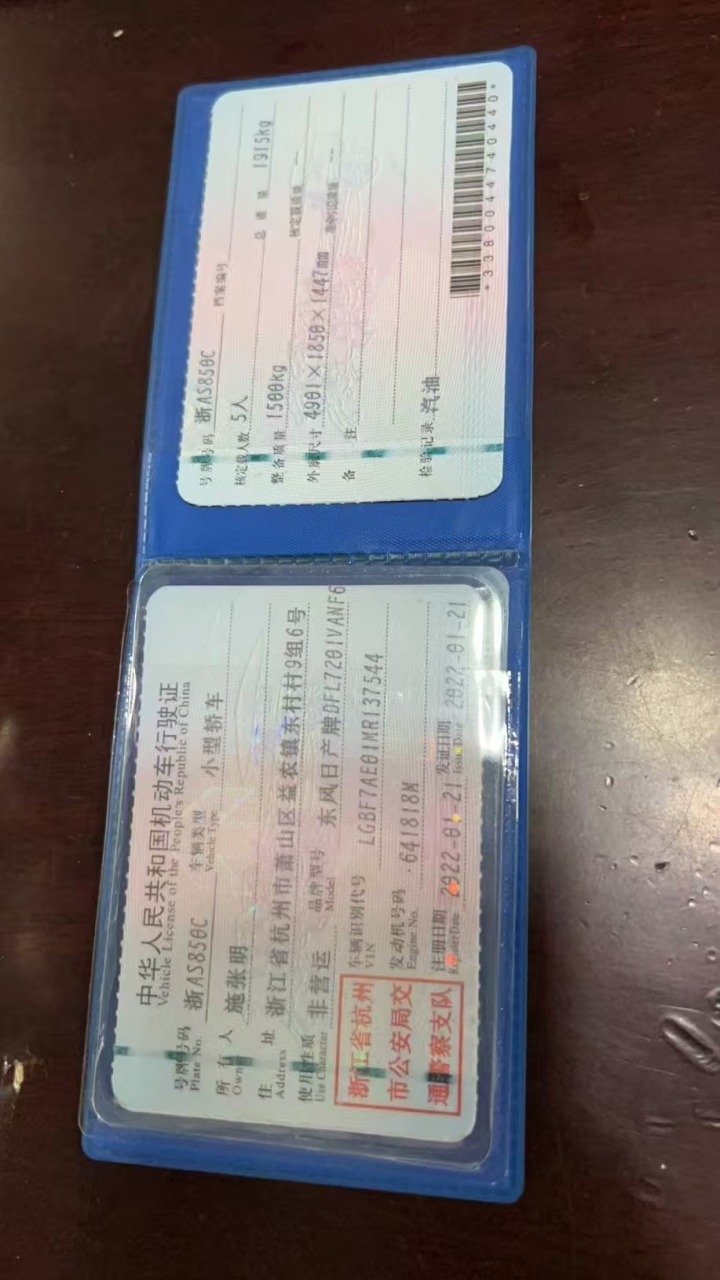 中华人民共和国机动车行驶证
Vehicle License of the People's Republic of China
号牌号码 浙AS850C 车辆类型 小型轿车
Plate No. Vehicle Type
所有人 施张明
Owner
住址 浙江省杭州市萧山区益农镇东村村9组6号
Address
使用性质 非营运 品牌型号 东风日产牌DFL7201VANF6
Use Character Model
浙江省杭州
市公安局交
通警察支队
车辆识别代号 LGBF7AE01MR137544
VIN
发动机号码 641818M
Engine No.
注册日期 2022-01-21 发证日期 2022-01-21
Register Date Issue Date
号牌号码 浙AS850C 档案编号
核定载人数 5人 总质量 1915kg
整备质量 1500kg 核定载质量 --
外廓尺寸 4901×1850×1447mm 准牵引总质量 --
备注
检验记录 汽油
*3380044740440*